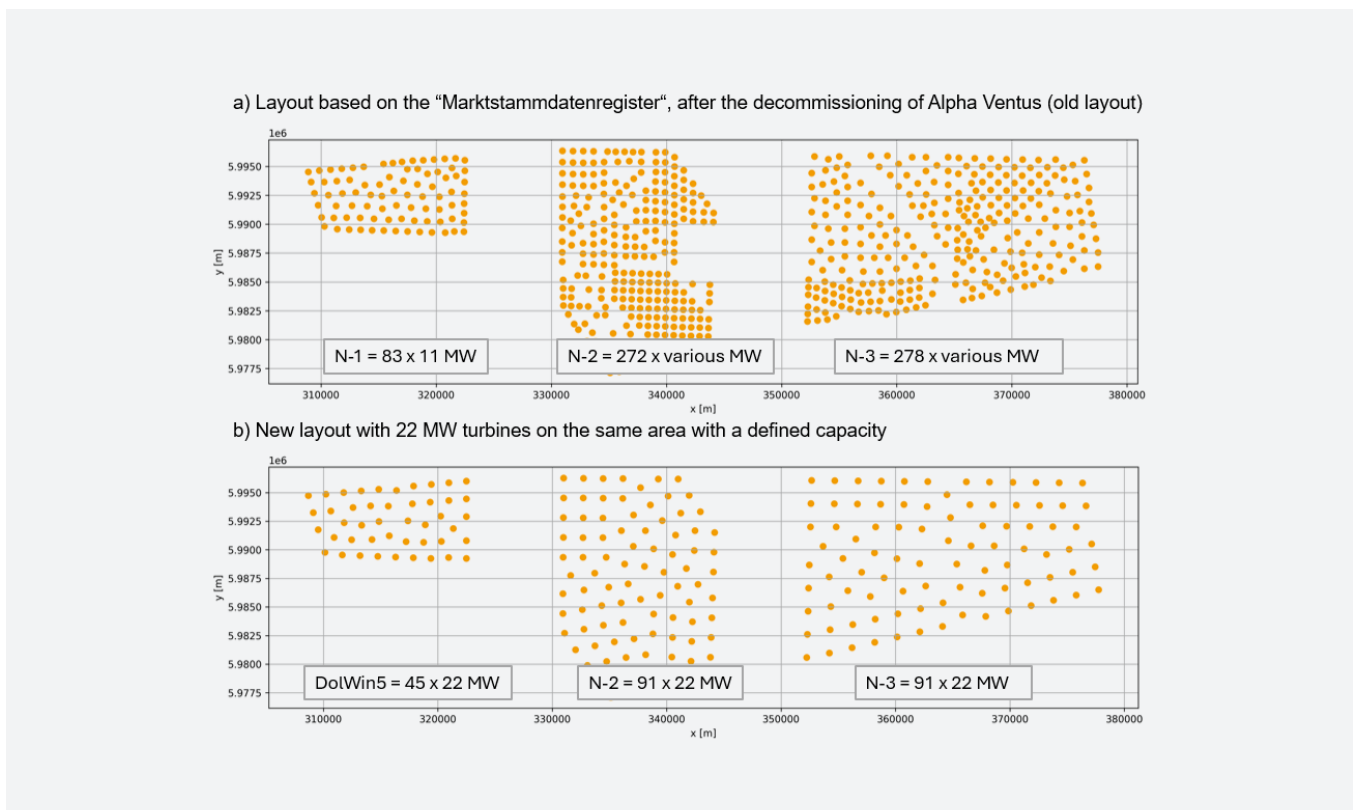 a) Layout based on the “Marktstammdatenregister“, after the decommissioning of Alpha Ventus (old layout)
1e6
5.9950
5.9925
5.9900
5.9875
5.9850
5.9825
5.9800
5.9775
y [m]
N-1 = 83 x 11 MW
N-2 = 272 x various MW
N-3 = 278 x various MW
310000 320000 330000 340000 350000 360000 370000 380000
x [m]
b) New layout with 22 MW turbines on the same area with a defined capacity
1e6
5.9950
5.9925
5.9900
5.9875
5.9850
5.9825
5.9800
5.9775
y [m]
DolWin5 = 45 x 22 MW
N-2 = 91 x 22 MW
N-3 = 91 x 22 MW
310000 320000 330000 340000 350000 360000 370000 380000
x [m]